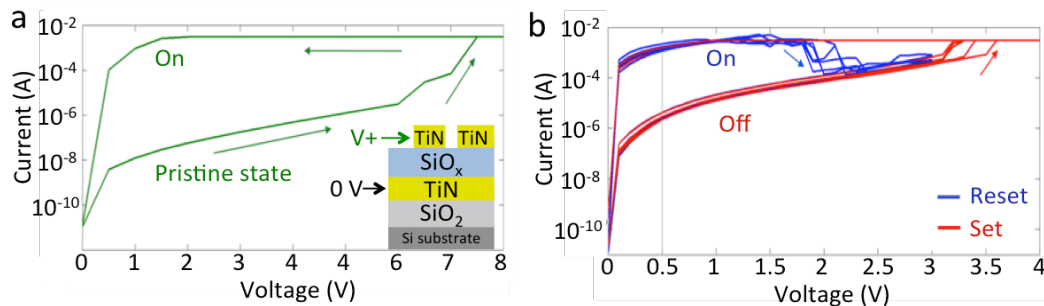 a
10⁻²
10⁻⁴
10⁻⁶
10⁻⁸
10⁻¹⁰
Current (A)
On
Pristine state
V+
TiN TiN
SiOₓ
0 V
TiN
SiO₂
Si substrate
0 1 2 3 4 5 6 7 8
Voltage (V)
b
10⁻²
10⁻⁴
10⁻⁶
10⁻⁸
10⁻¹⁰
Current (A)
On
Off
Reset
Set
0 0.5 1 1.5 2 2.5 3 3.5 4
Voltage (V)